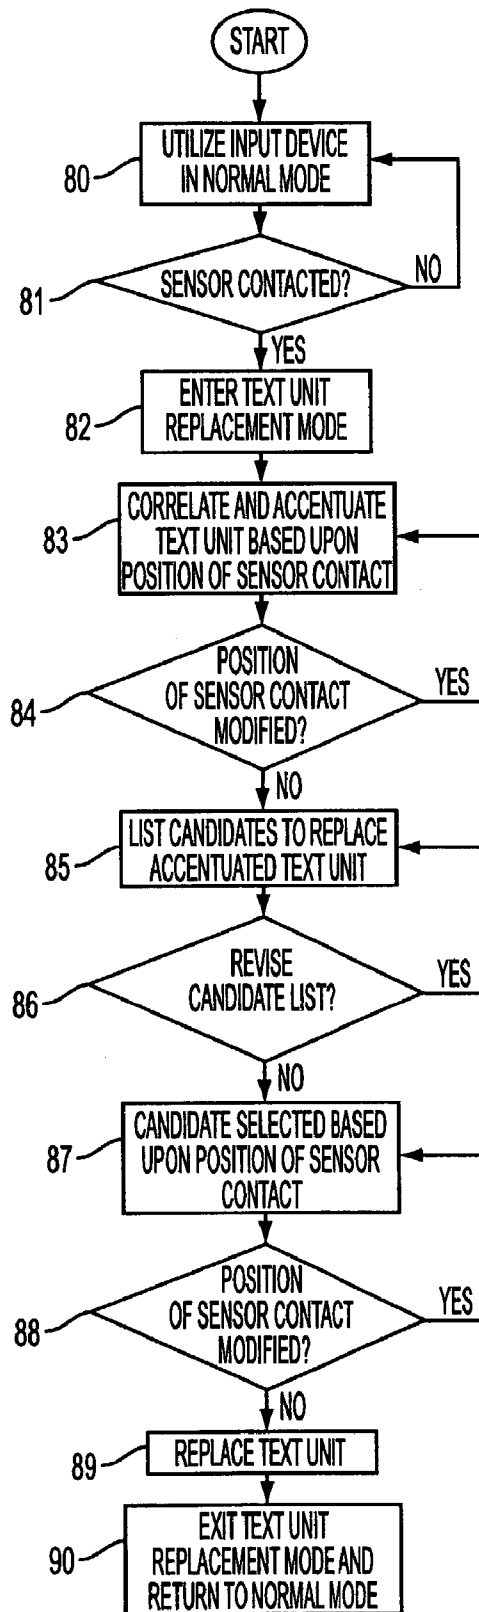 START
UTILIZE INPUT DEVICE
IN NORMAL MODE
80
SENSOR CONTACTED?
NO
81
YES
ENTER TEXT UNIT
REPLACEMENT MODE
82
CORRELATE AND ACCENTUATE
TEXT UNIT BASED UPON
POSITION OF SENSOR CONTACT
83
POSITION
OF SENSOR CONTACT
MODIFIED?
YES
84
NO
LIST CANDIDATES TO REPLACE
ACCENTUATED TEXT UNIT
85
REVISE
CANDIDATE LIST?
YES
86
NO
CANDIDATE SELECTED BASED
UPON POSITION OF SENSOR
CONTACT
87
POSITION
OF SENSOR CONTACT
MODIFIED?
YES
88
NO
REPLACE TEXT UNIT
89
EXIT TEXT UNIT
REPLACEMENT MODE AND
RETURN TO NORMAL MODE
90